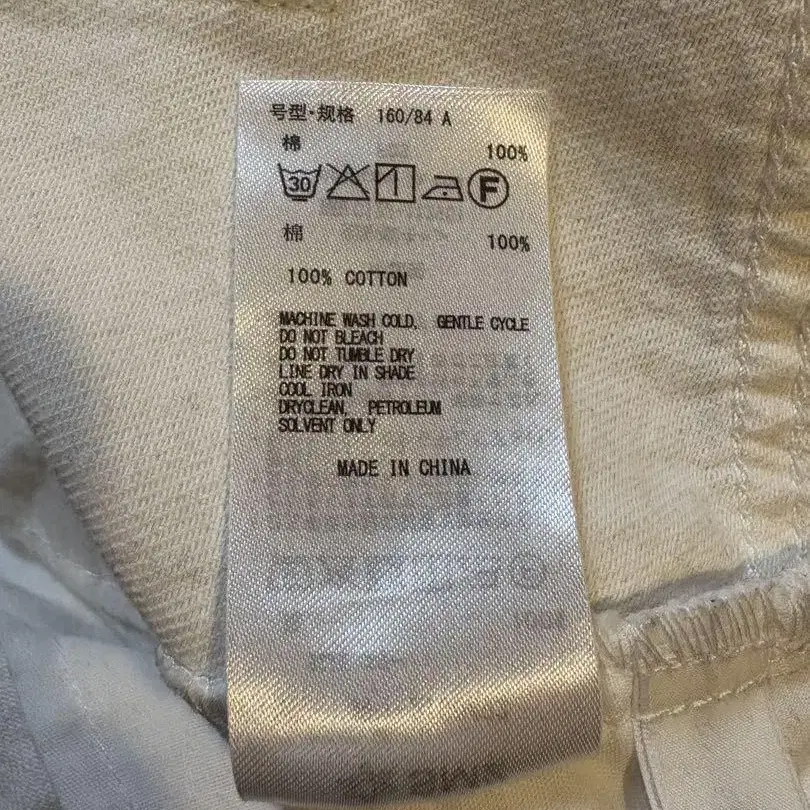 号型·规格 160/84 A
棉 100%
30 F
棉 100%
100% COTTON
MACHINE WASH COLD, GENTLE CYCLE
DO NOT BLEACH
DO NOT TUMBLE DRY
LINE DRY IN SHADE
COOL IRON
DRYCLEAN, PETROLEUM
SOLVENT ONLY
MADE IN CHINA